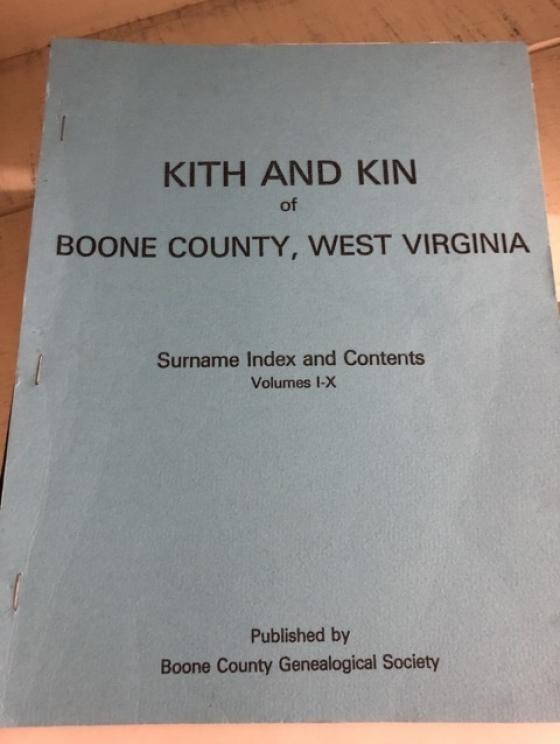 KITH AND KIN
of
BOONE COUNTY, WEST VIRGINIA
Surname Index and Contents
Volumes I-X
Published by
Boone County Genealogical Society